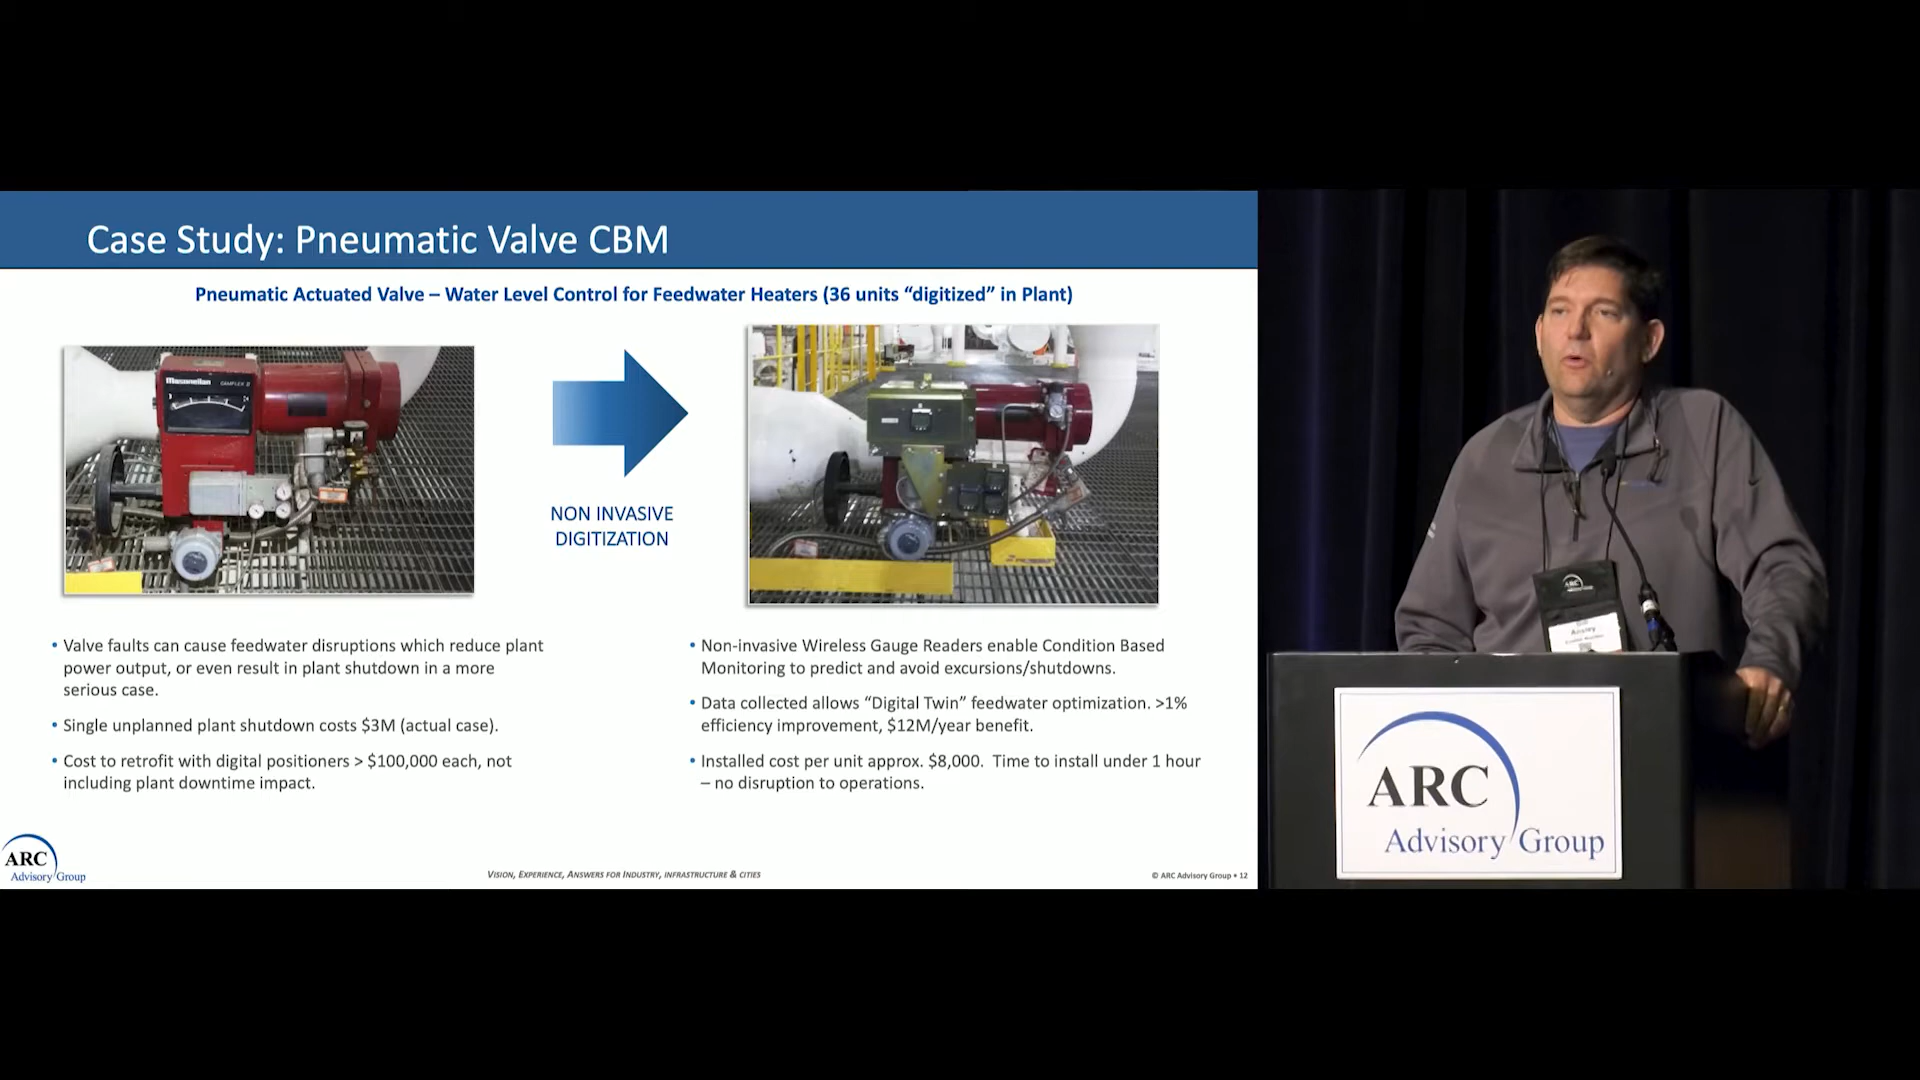 Case Study: Pneumatic Valve CBM
Pneumatic Actuated Valve – Water Level Control for Feedwater Heaters (36 units “digitized” in Plant)
Masoneilan
CAMFLEX II
NON INVASIVE
DIGITIZATION
• Valve faults can cause feedwater disruptions which reduce plant
power output, or even result in plant shutdown in a more
serious case.
• Single unplanned plant shutdown costs $3M (actual case).
• Cost to retrofit with digital positioners > $100,000 each, not
including plant downtime impact.
• Non-invasive Wireless Gauge Readers enable Condition Based
Monitoring to predict and avoid excursions/shutdowns.
• Data collected allows “Digital Twin” feedwater optimization. >1%
efficiency improvement, $12M/year benefit.
• Installed cost per unit approx. $8,000. Time to install under 1 hour
– no disruption to operations.
ARC
Advisory Group
VISION, EXPERIENCE, ANSWERS FOR INDUSTRY, INFRASTRUCTURE & CITIES
© ARC Advisory Group • 12
ARC
Ainsley
ARC
Advisory Group